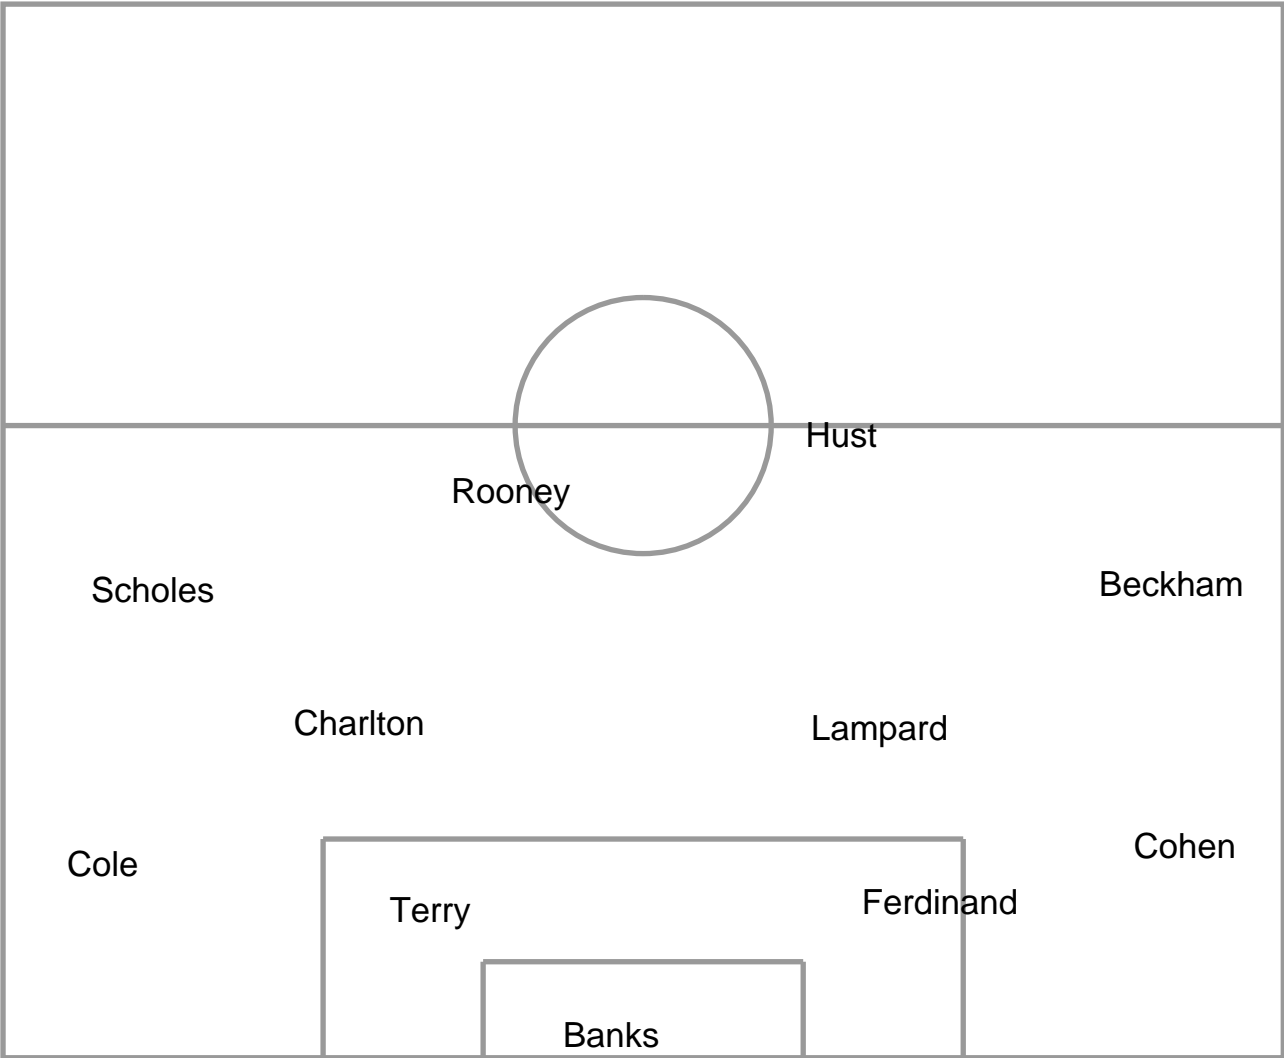 Hust
Rooney
Scholes
Beckham
Charlton
Lampard
Cole
Cohen
Terry
Ferdinand
Banks